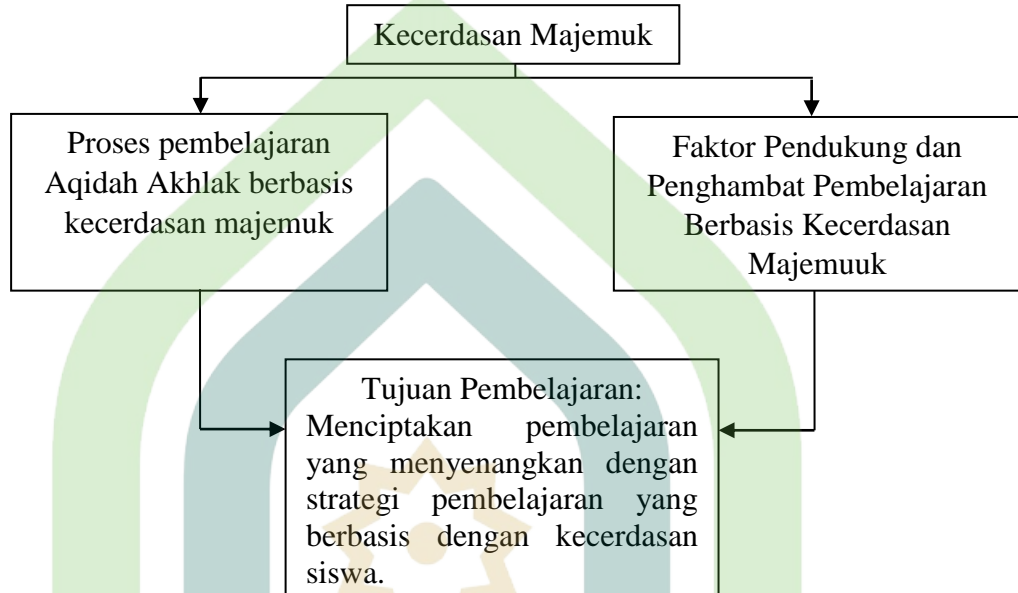 Kecerdasan Majemuk
Proses pembelajaran
Aqidah Akhlak berbasis
kecerdasan majemuk
Faktor Pendukung dan
Penghambat Pembelajaran
Berbasis Kecerdasan
Majemuuk
Tujuan Pembelajaran:
Menciptakan pembelajaran
yang menyenangkan dengan
strategi pembelajaran yang
berbasis dengan kecerdasan
siswa.